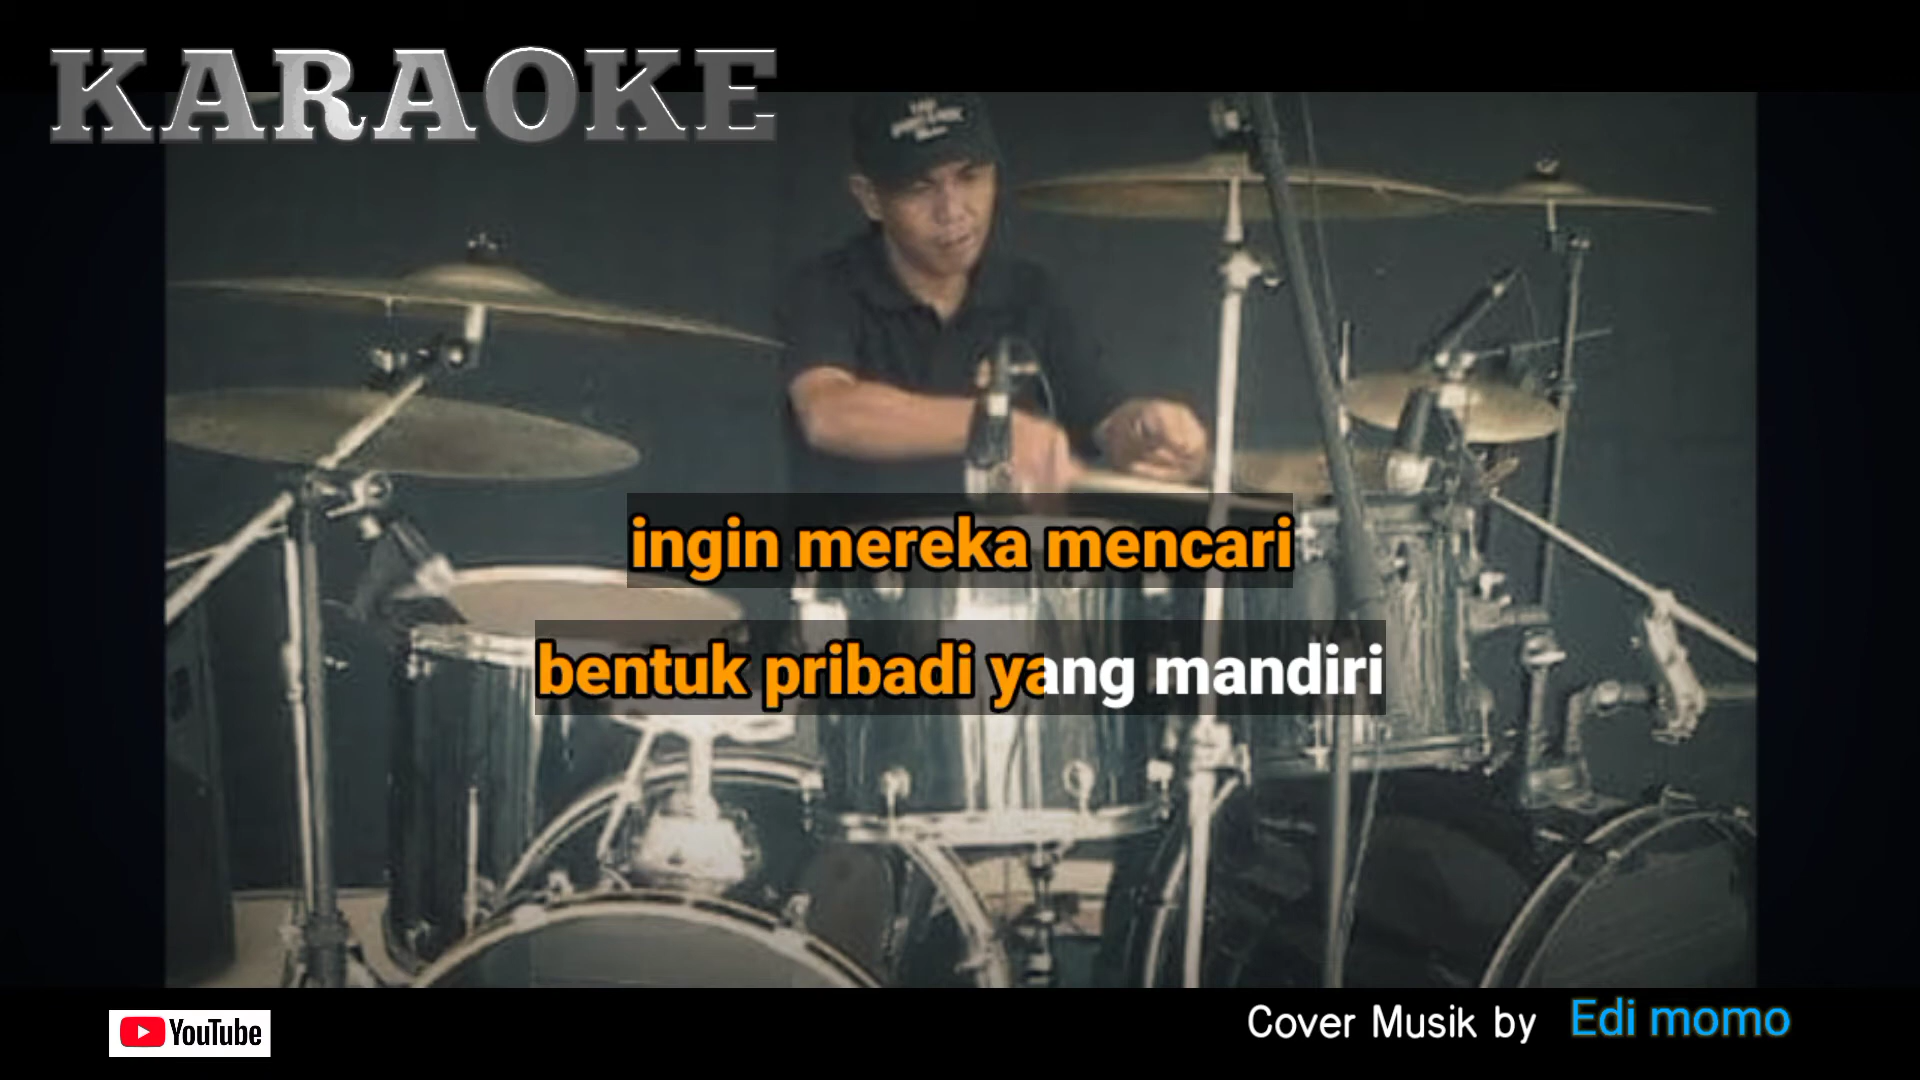 KARAOKE
ingin mereka mencari
bentuk pribadi yang mandiri
YouTube
Cover Musik by Edi momo